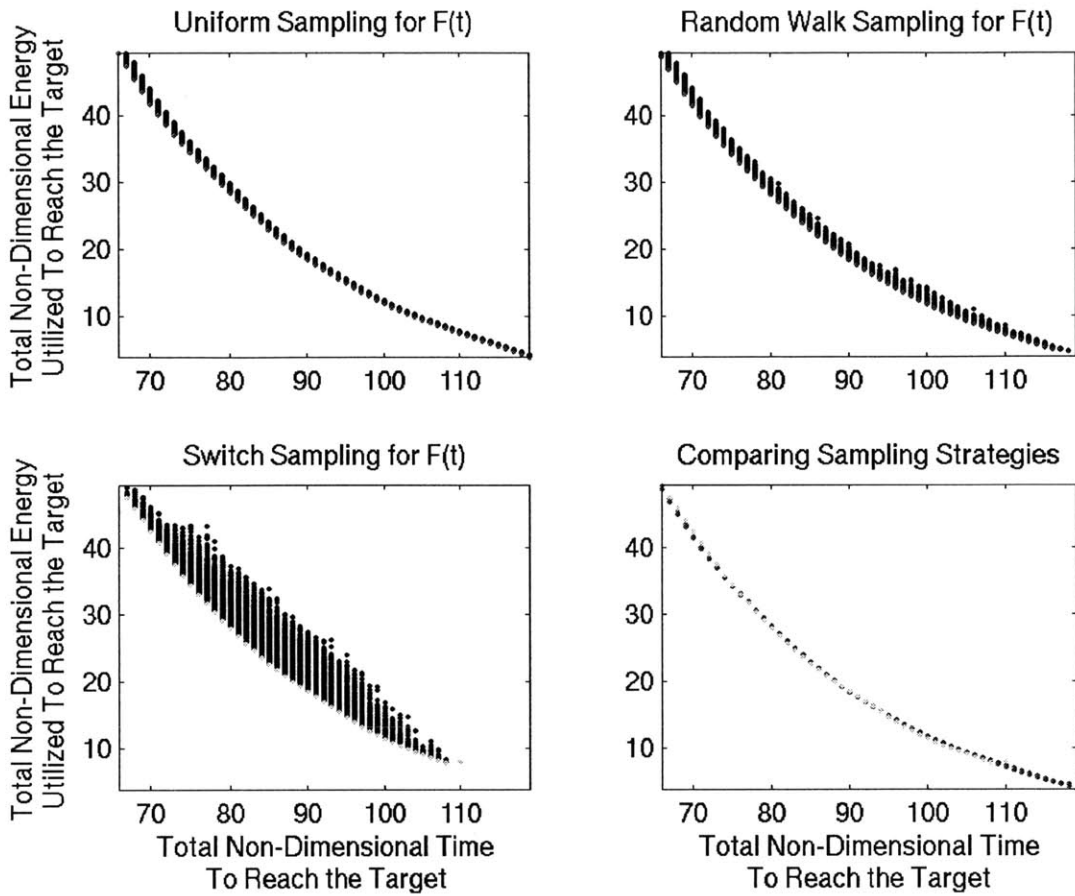 Uniform Sampling for F(t)
Total Non-Dimensional Energy
Utilized To Reach the Target
40
30
20
10
70 80 90 100 110
Random Walk Sampling for F(t)
40
30
20
10
70 80 90 100 110
Switch Sampling for F(t)
Total Non-Dimensional Energy
Utilized To Reach the Target
40
30
20
10
70 80 90 100 110
Total Non-Dimensional Time
To Reach the Target
Comparing Sampling Strategies
40
30
20
10
70 80 90 100 110
Total Non-Dimensional Time
To Reach the Target